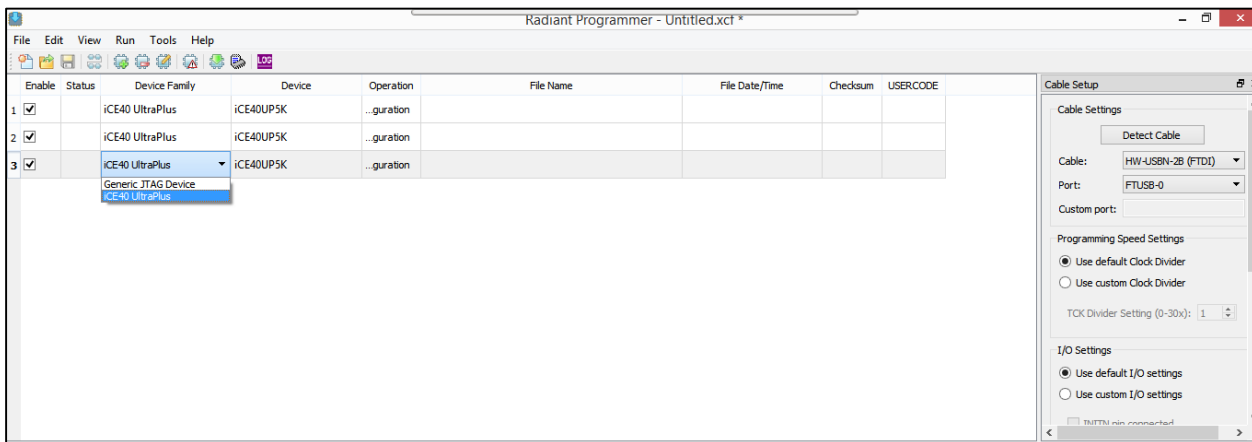 Radiant Programmer - Untitled.xcf *
File Edit View Run Tools Help
LOG
Enable Status Device Family Device Operation File Name File Date/Time Checksum USERCODE
1 iCE40 UltraPlus iCE40UP5K ...guration
2 iCE40 UltraPlus iCE40UP5K ...guration
3 iCE40 UltraPlus iCE40UP5K ...guration
Generic JTAG Device
iCE40 UltraPlus
Cable Setup
Cable Settings
Detect Cable
Cable: HW-USBN-2B (FTDI)
Port: FTUSB-0
Custom port:
Programming Speed Settings
Use default Clock Divider
Use custom Clock Divider
TCK Divider Setting (0-30x): 1
I/O Settings
Use default I/O settings
Use custom I/O settings
INITN pin connected